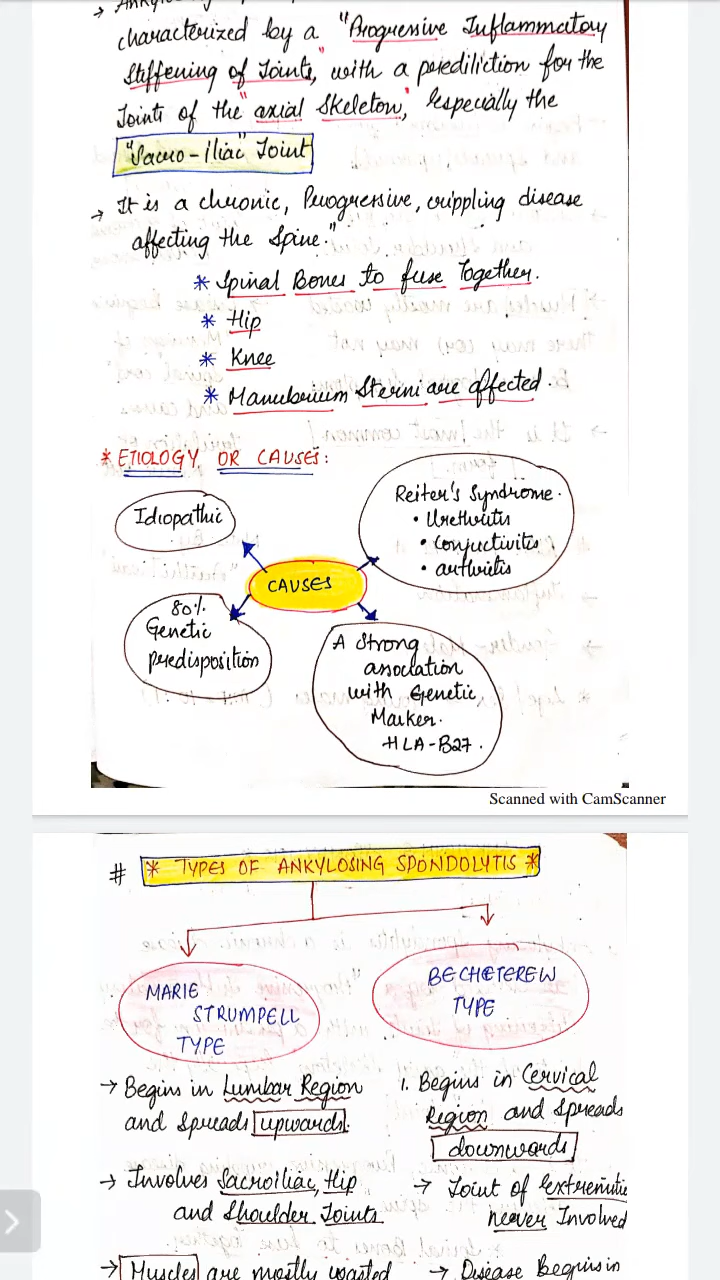 → Ankylosing
characterized by a "Progressive Inflammatory
Stiffening of Joints," with a prediliction for the
Joints of the "axial Skeleton," especially the
"Sacro-iliac" Joint
→ It is a chronic, Progressive, crippling disease
affecting the Spine."
* Spinal Bones to fuse Together.
* Hip
* Knee
* Manubrium Sterni are affected.
* ETIOLOGY OR CAUSES:
Idiopathic
Reiter's Syndrome.
• Urethritis
• Conjuctivites
• arthritis
CAUSES
80%
Genetic
predisposition
A Strong
association
with Genetic
Marker.
HLA-B27.
Scanned with CamScanner
# * TYPES OF ANKYLOSING SPONDOLYTIS *
MARIE
STRUMPELL
TYPE
BECHETEREW
TYPE
→ Begins in Lumbar Region
and Spreads upwards.
→ Involves Sacroiliac, Hip
and Shoulder Joints
→ Muscles are mostly wasted
1. Begins in Cervical
Region and Spreads
downwards
→ Joint of extremitie
never Involved
→ Disease Begins in